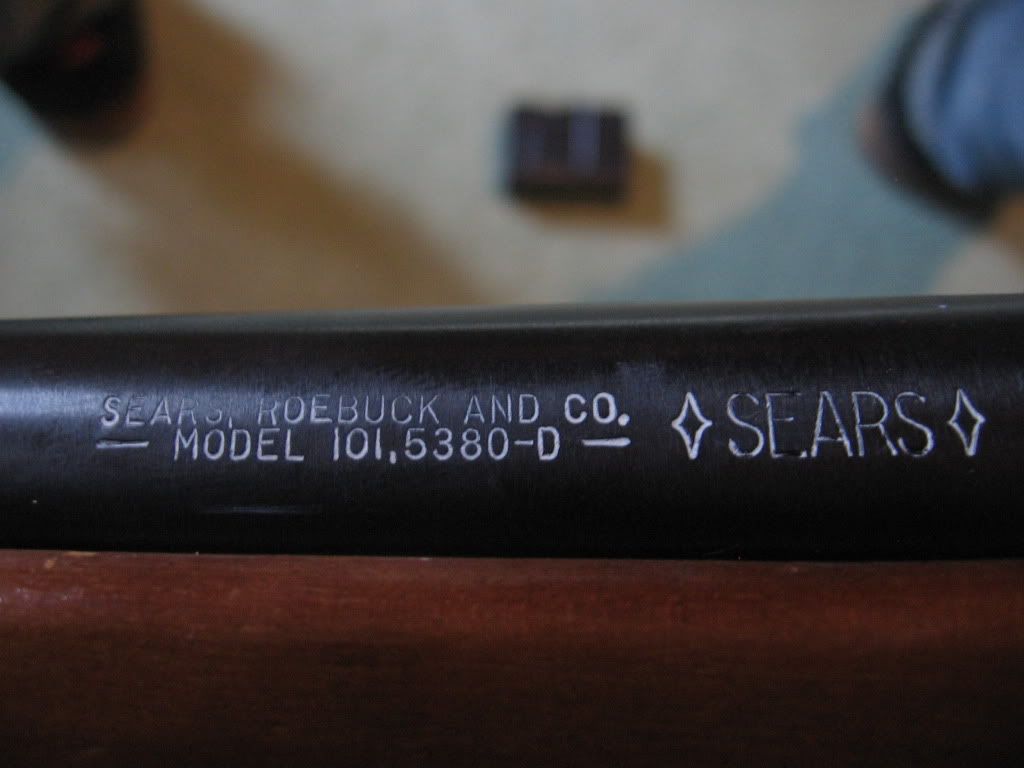 SEARS, ROEBUCK AND CO.
— MODEL 101.5380-D —
◊ SEARS ◊